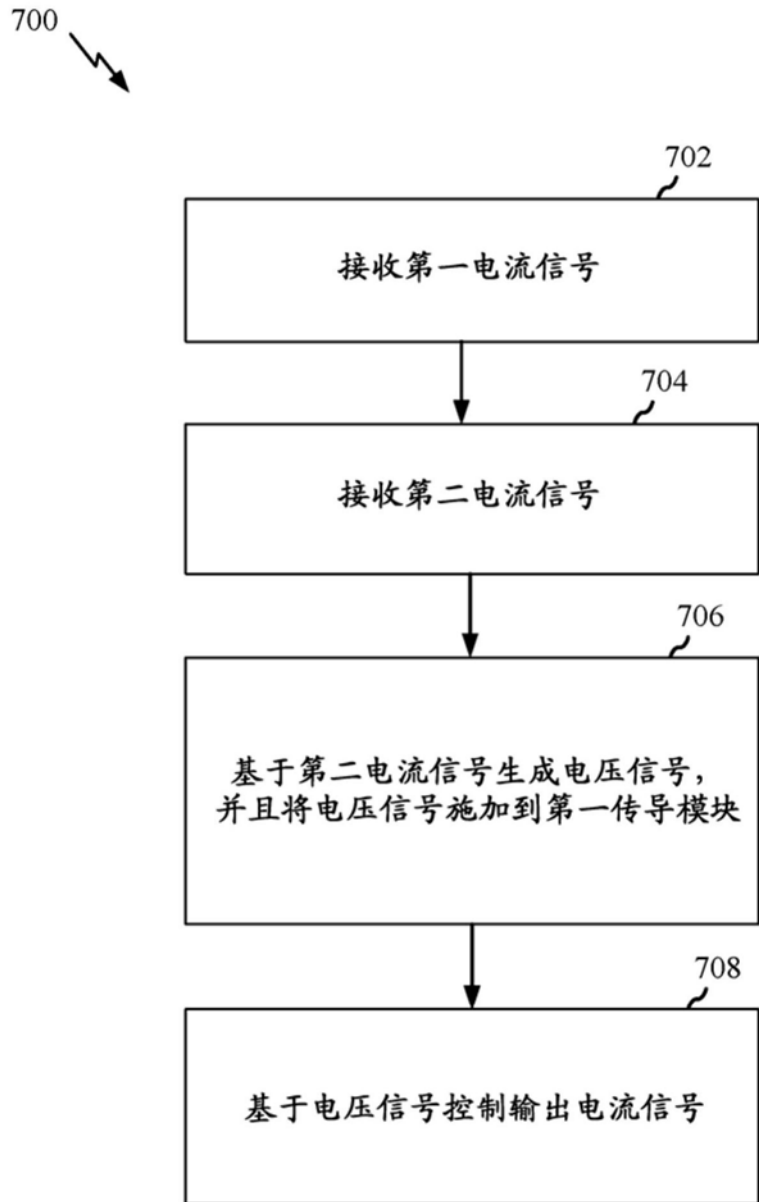 700
702
接收第一电流信号
704
接收第二电流信号
706
基于第二电流信号生成电压信号，
并且将电压信号施加到第一传导模块
708
基于电压信号控制输出电流信号